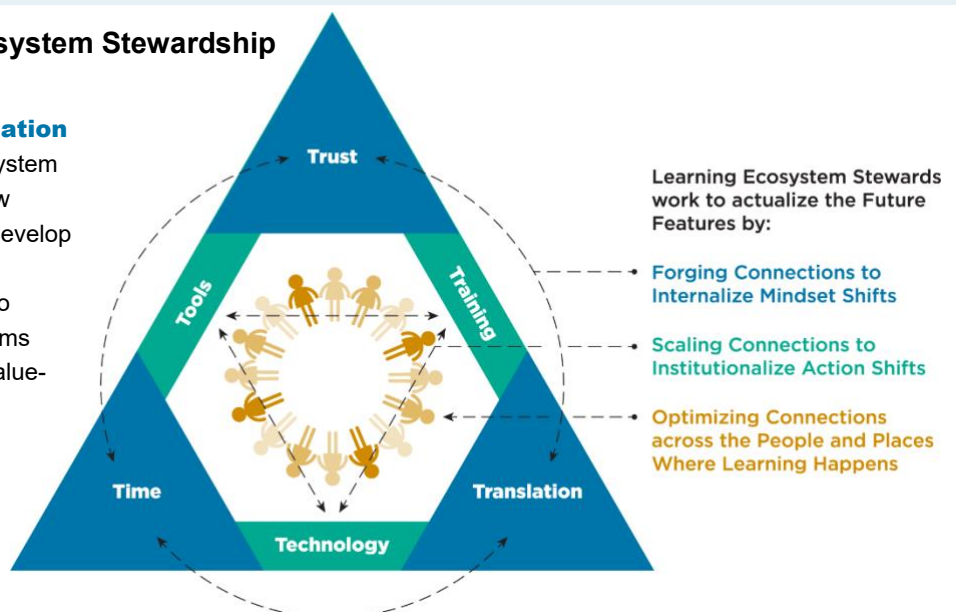 system Stewardship
ation
ystem
w
evelop
o
ms
alue-
Trust
Tools
Training
Time
Translation
Technology
Learning Ecosystem Stewards
work to actualize the Future
Features by:
Forging Connections to
Internalize Mindset Shifts
Scaling Connections to
Institutionalize Action Shifts
Optimizing Connections
across the People and Places
Where Learning Happens